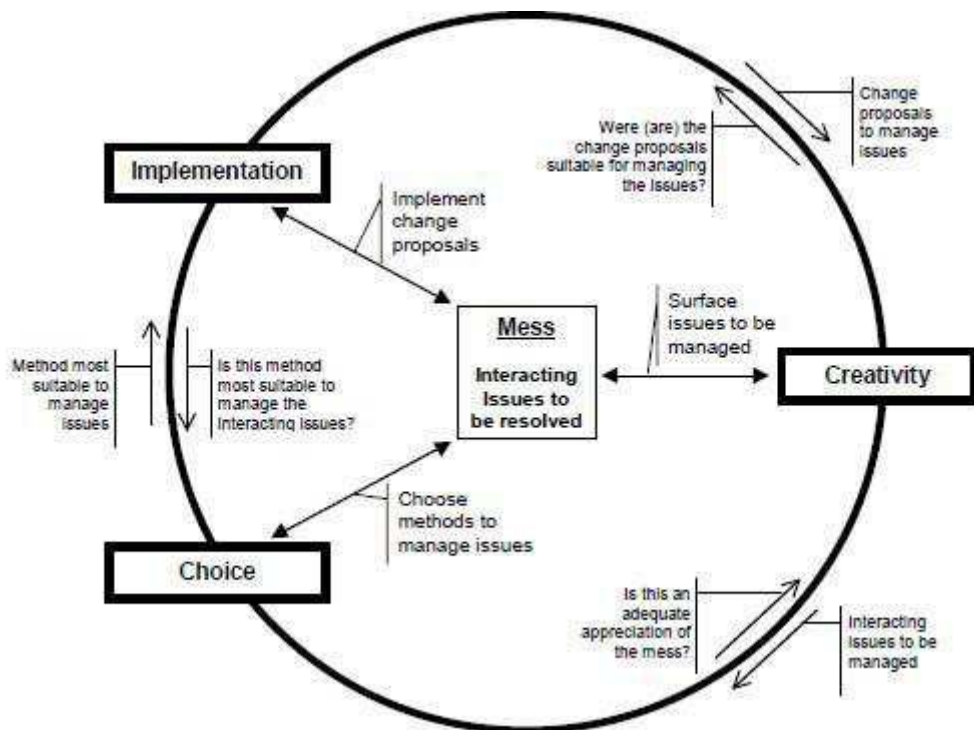 Change
proposals
to manage
issues
Were (are) the
change proposals
suitable for managing
the Issues?
Implementation
Implement
change
proposals
Surface
issues to be
managed
Mess
Interacting
Issues to
be resolved
Creativity
Method most
suitable to
manage
issues
Is this method
most suitable to
manage the
Interacting Issues?
Choose
methods to
manage issues
Choice
Is this an
adequate
appreciation of
the mess?
Interacting
Issues to be
managed